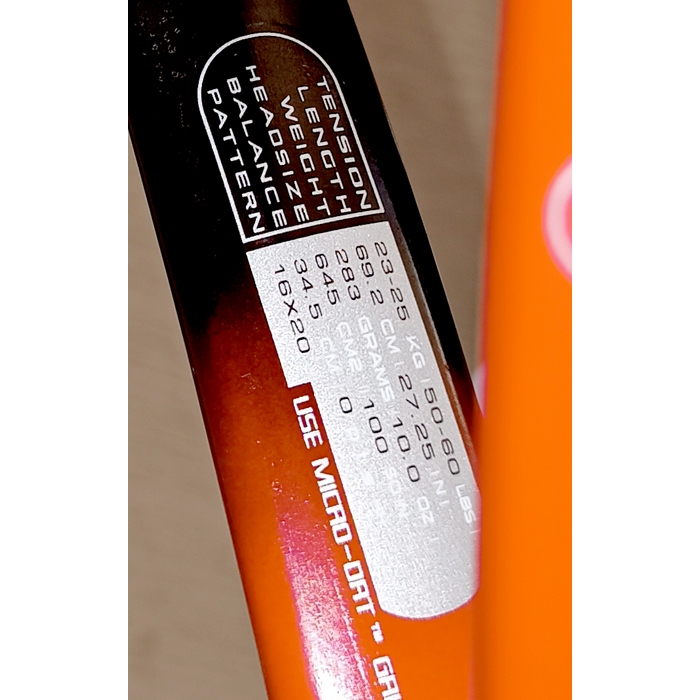 TENSION
LENGTH
WEIGHT
HEADSIZE
BALANCE
PATTERN
23-25 KG | 50-60 LBS |
69.2 CM | 27.25 IN |
283 GRAMS | 10.0 OZ |
645 CM2 | 100
34.5 CM | 0
16X20
USE MICRO-DRT™